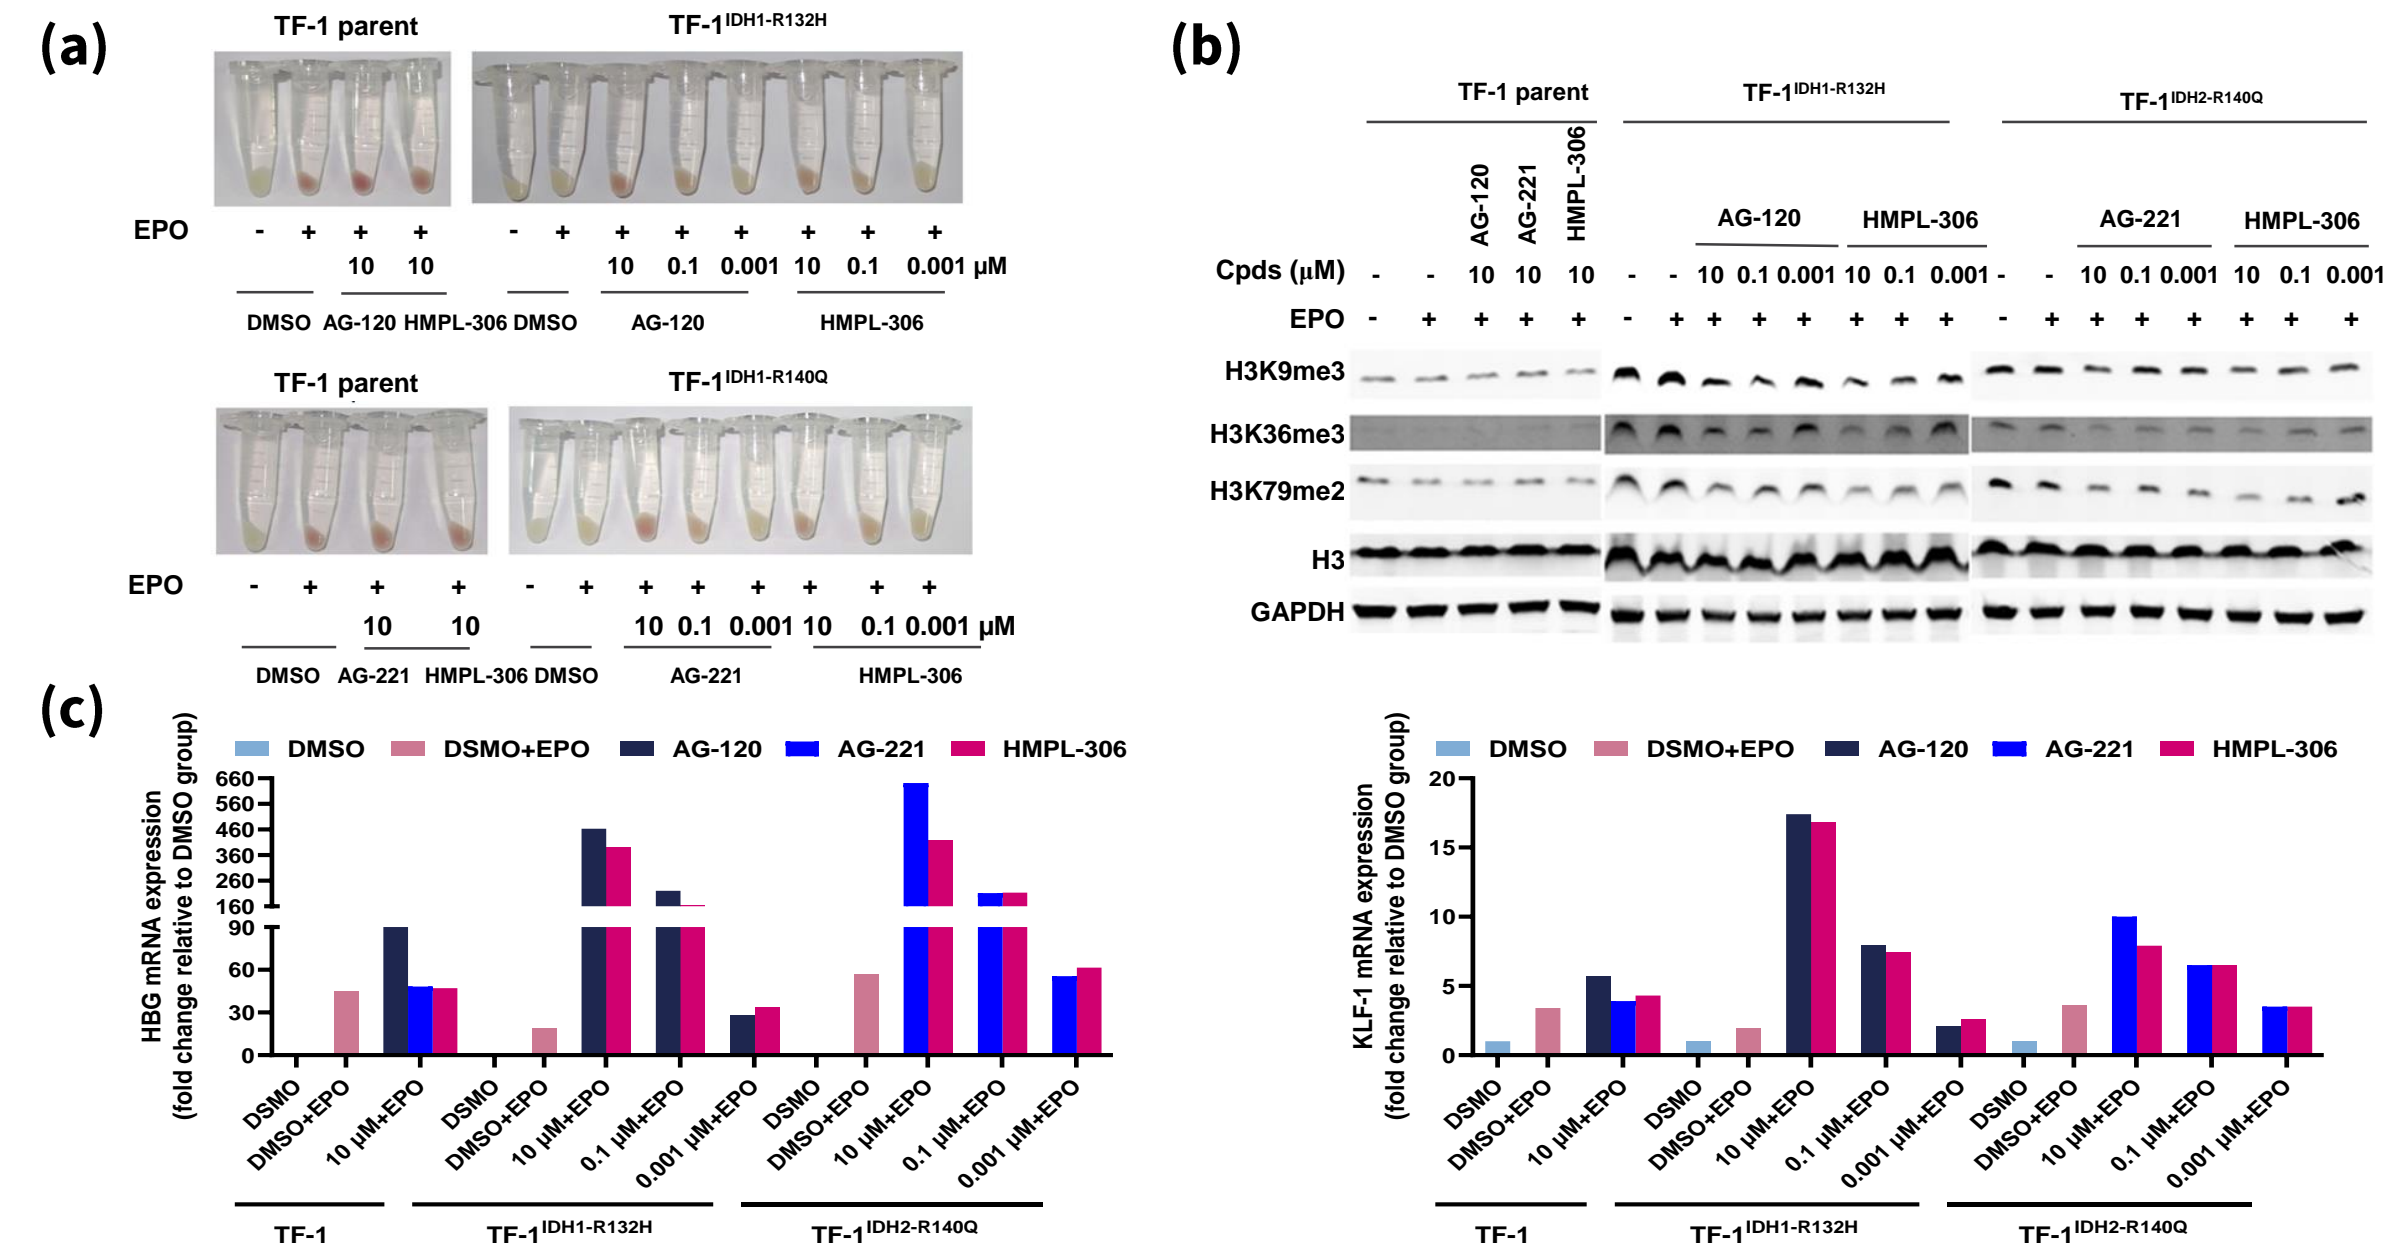 (a)
TF-1 parent
TF-1IDH1-R132H
EPO - + + + - + + + + + + +
10 10 10 0.1 0.001 10 0.1 0.001 µM
DMSO AG-120 HMPL-306 DMSO AG-120 HMPL-306
TF-1 parent
TF-1IDH1-R140Q
EPO - + + + - + + + + + + +
10 10 10 0.1 0.001 10 0.1 0.001 µM
DMSO AG-221 HMPL-306 DMSO AG-221 HMPL-306
(b)
TF-1 parent
TF-1IDH1-R132H
TF-1IDH2-R140Q
AG-120
AG-221
HMPL-306
AG-120 HMPL-306 AG-221 HMPL-306
Cpds (µM) - - 10 10 10 - - 10 0.1 0.001 10 0.1 0.001 - - 10 0.1 0.001 10 0.1 0.001
EPO - + + + + - + + + + + + + - + + + + + + +
H3K9me3
H3K36me3
H3K79me2
H3
GAPDH
(c)
DMSO DSMO+EPO AG-120 AG-221 HMPL-306
HBG mRNA expression
(fold change relative to DMSO group)
660
560
460
360
260
160
90
60
30
0
DSMO
DMSO+EPO
10 µM+EPO
DSMO
DMSO+EPO
10 µM+EPO
0.1 µM+EPO
0.001 µM+EPO
DSMO
DMSO+EPO
10 µM+EPO
0.1 µM+EPO
0.001 µM+EPO
TF-1
TF-1IDH1-R132H
TF-1IDH2-R140Q
DMSO DSMO+EPO AG-120 AG-221 HMPL-306
KLF-1 mRNA expression
(fold change relative to DMSO group)
20
15
10
5
0
DSMO
DMSO+EPO
10 µM+EPO
DSMO
DMSO+EPO
10 µM+EPO
0.1 µM+EPO
0.001 µM+EPO
DSMO
DMSO+EPO
10 µM+EPO
0.1 µM+EPO
0.001 µM+EPO
TF-1
TF-1IDH1-R132H
TF-1IDH2-R140Q